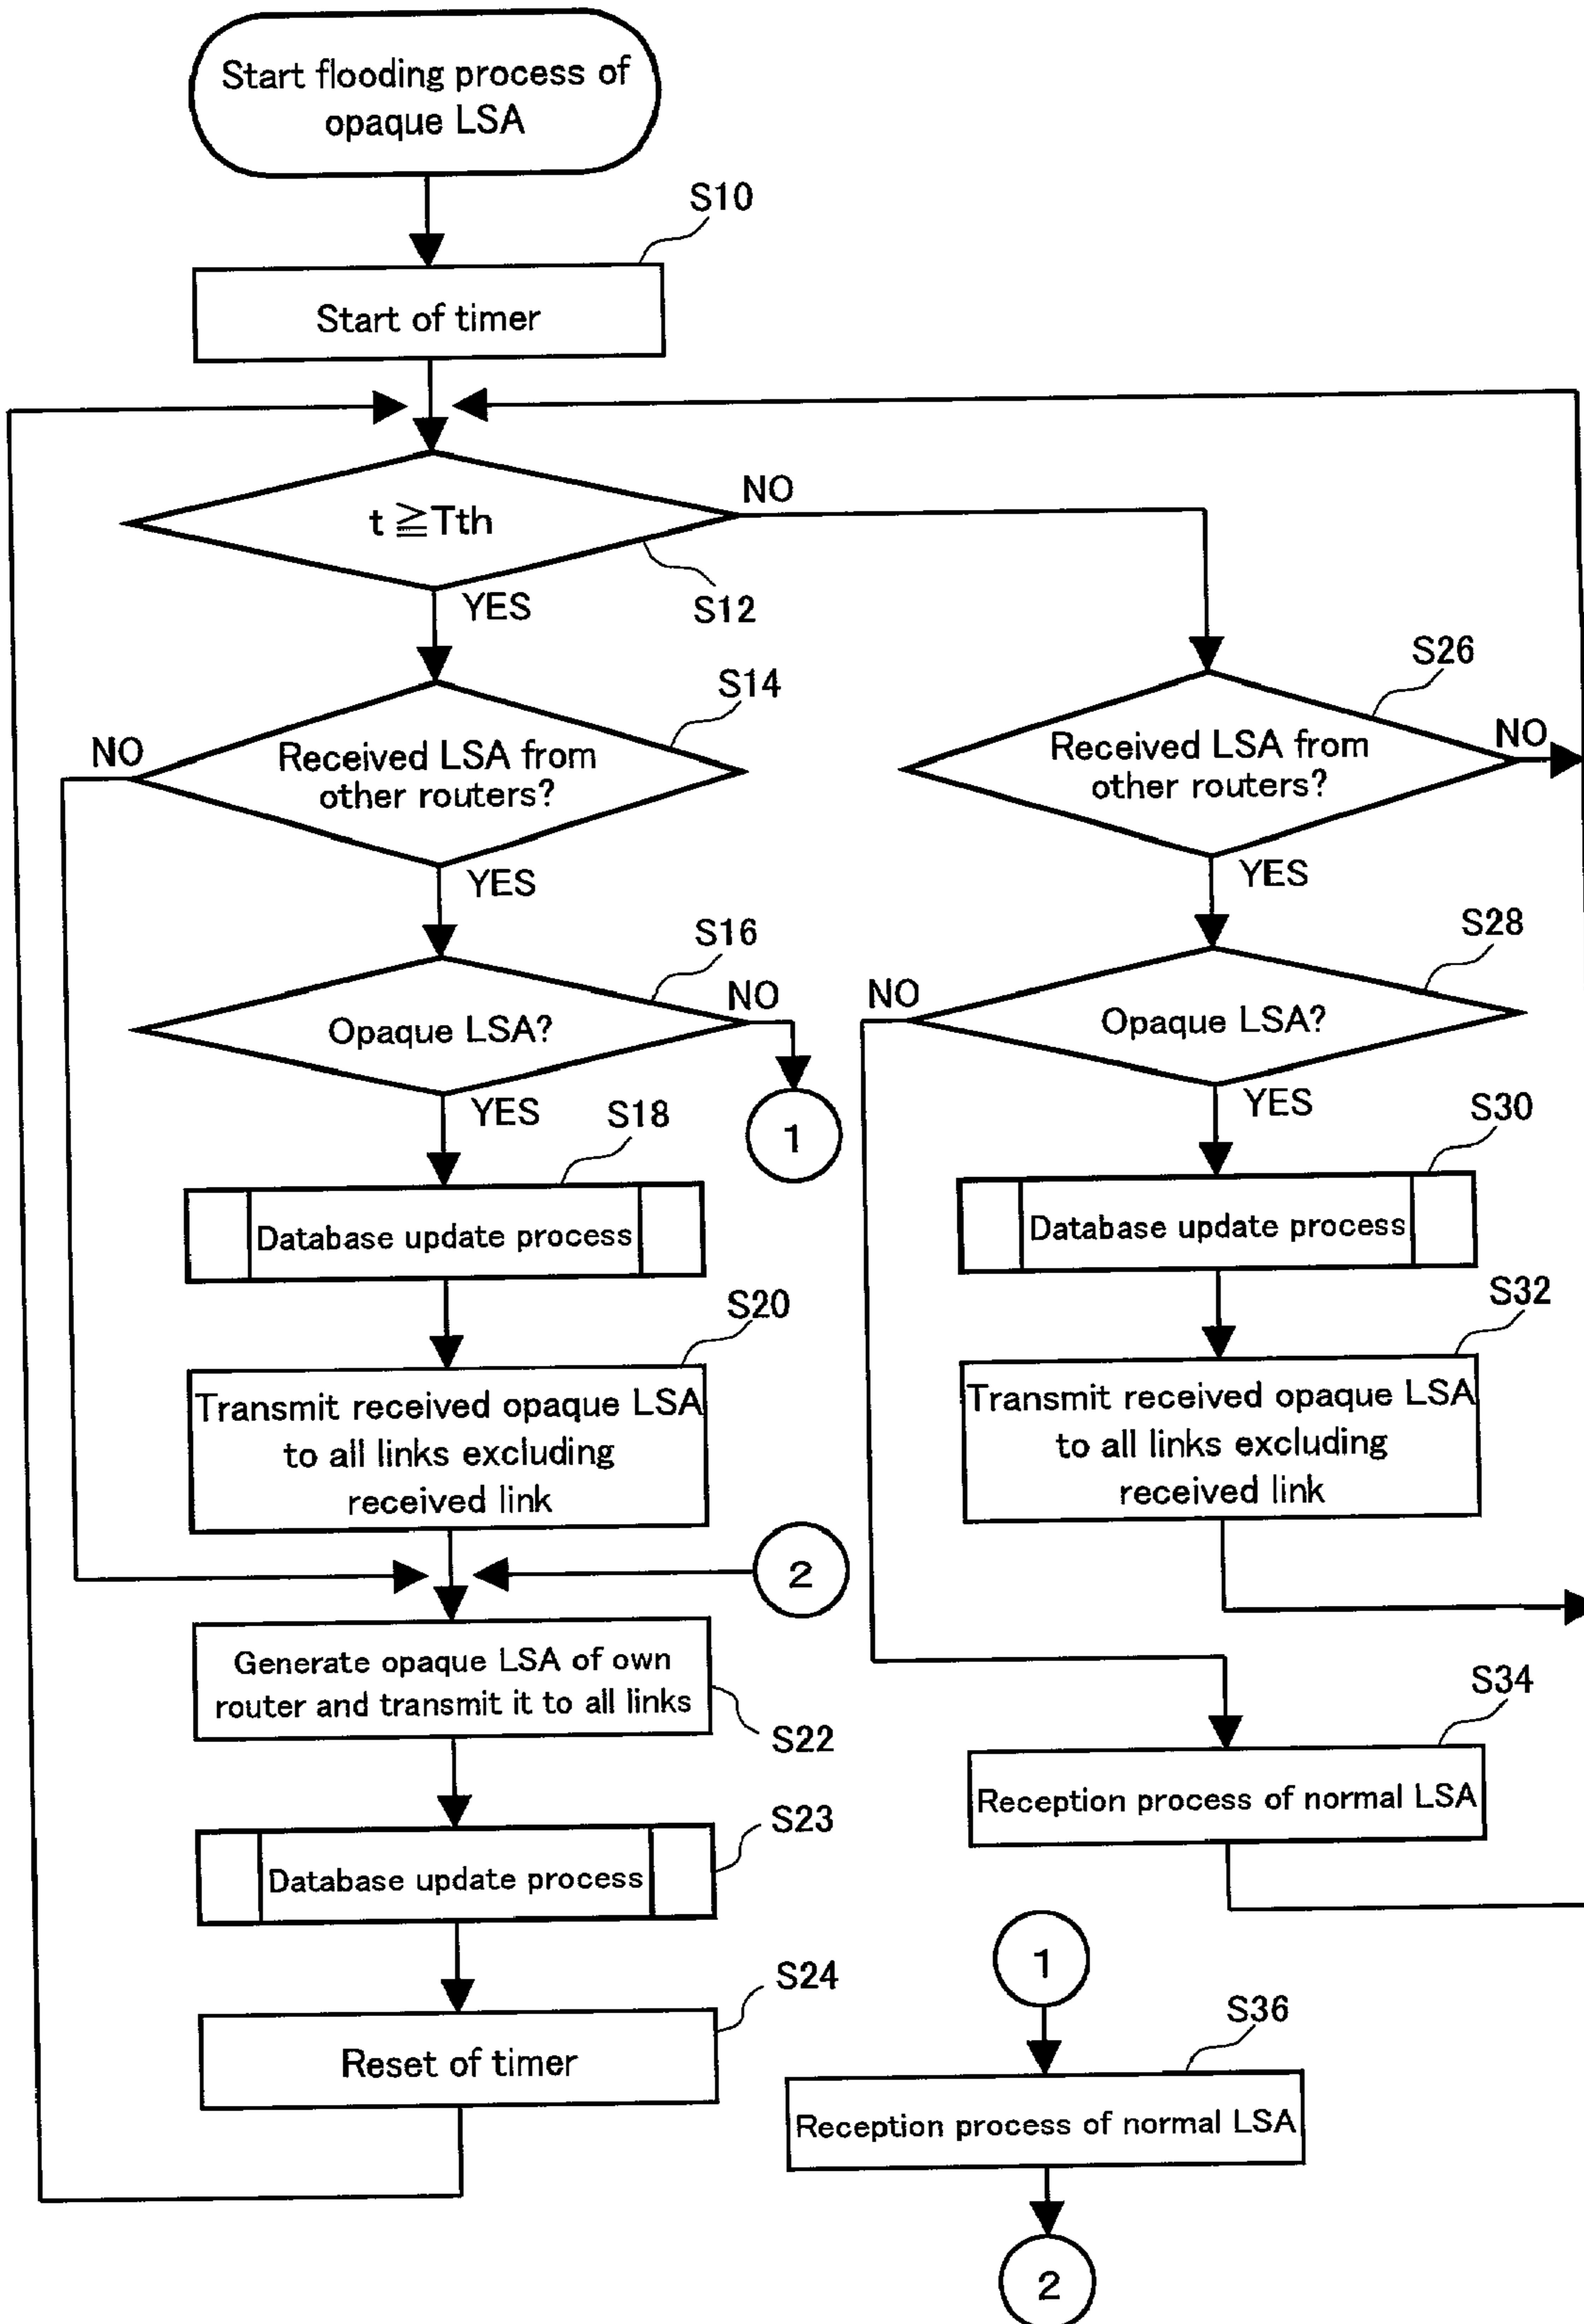 Start flooding process of
opaque LSA
S10
Start of timer
t ≧Tth
NO
YES
S12
S14
Received LSA from
other routers?
NO
YES
S16
Opaque LSA?
NO
1
YES
S18
Database update process
S20
Transmit received opaque LSA
to all links excluding
received link
2
Generate opaque LSA of own
router and transmit it to all links
S22
S23
Database update process
S24
Reset of timer
S26
Received LSA from
other routers?
NO
YES
S28
NO
Opaque LSA?
YES
S30
Database update process
S32
Transmit received opaque LSA
to all links excluding
received link
S34
Reception process of normal LSA
1
S36
Reception process of normal LSA
2